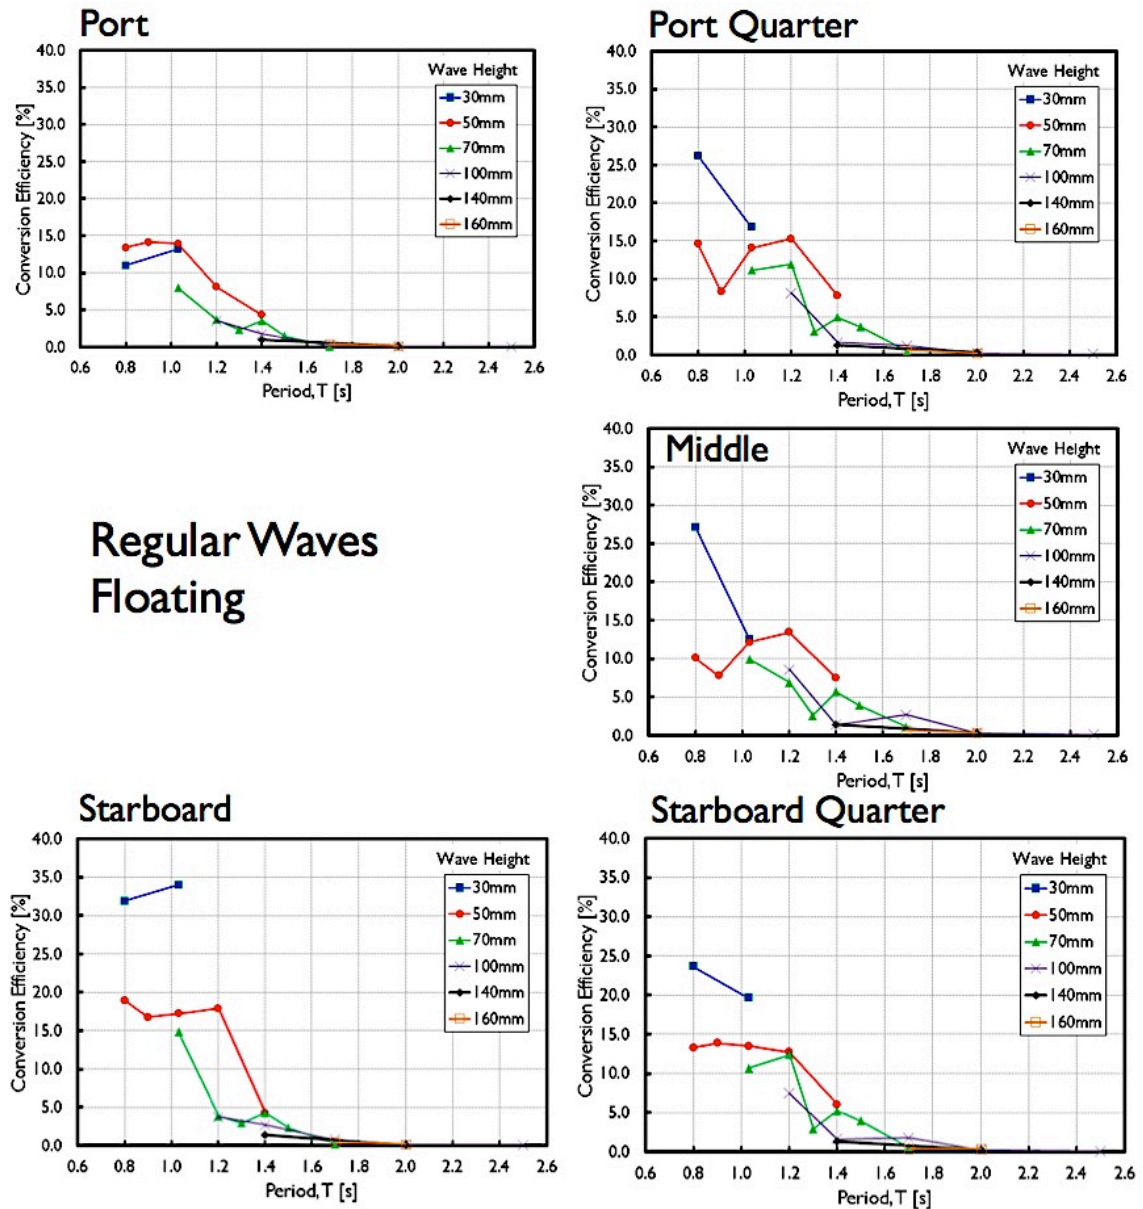 Port
40.0
35.0
30.0
25.0
20.0
15.0
10.0
5.0
0.0
0.6 0.8 1.0 1.2 1.4 1.6 1.8 2.0 2.2 2.4 2.6
Conversion Efficiency [%]
Period, T [s]
Wave Height
30mm
50mm
70mm
100mm
140mm
160mm
Port Quarter
40.0
35.0
30.0
25.0
20.0
15.0
10.0
5.0
0.0
0.6 0.8 1.0 1.2 1.4 1.6 1.8 2.0 2.2 2.4 2.6
Conversion Efficiency [%]
Period, T [s]
Wave Height
30mm
50mm
70mm
100mm
140mm
160mm
Regular Waves
Floating
Middle
40.0
35.0
30.0
25.0
20.0
15.0
10.0
5.0
0.0
0.6 0.8 1.0 1.2 1.4 1.6 1.8 2.0 2.2 2.4 2.6
Conversion Efficiency [%]
Period, T [s]
Wave Height
30mm
50mm
70mm
100mm
140mm
160mm
Starboard
40.0
35.0
30.0
25.0
20.0
15.0
10.0
5.0
0.0
0.6 0.8 1.0 1.2 1.4 1.6 1.8 2.0 2.2 2.4 2.6
Conversion Efficiency [%]
Period, T [s]
Wave Height
30mm
50mm
70mm
100mm
140mm
160mm
Starboard Quarter
40.0
35.0
30.0
25.0
20.0
15.0
10.0
5.0
0.0
0.6 0.8 1.0 1.2 1.4 1.6 1.8 2.0 2.2 2.4 2.6
Conversion Efficiency [%]
Period, T [s]
Wave Height
30mm
50mm
70mm
100mm
140mm
160mm